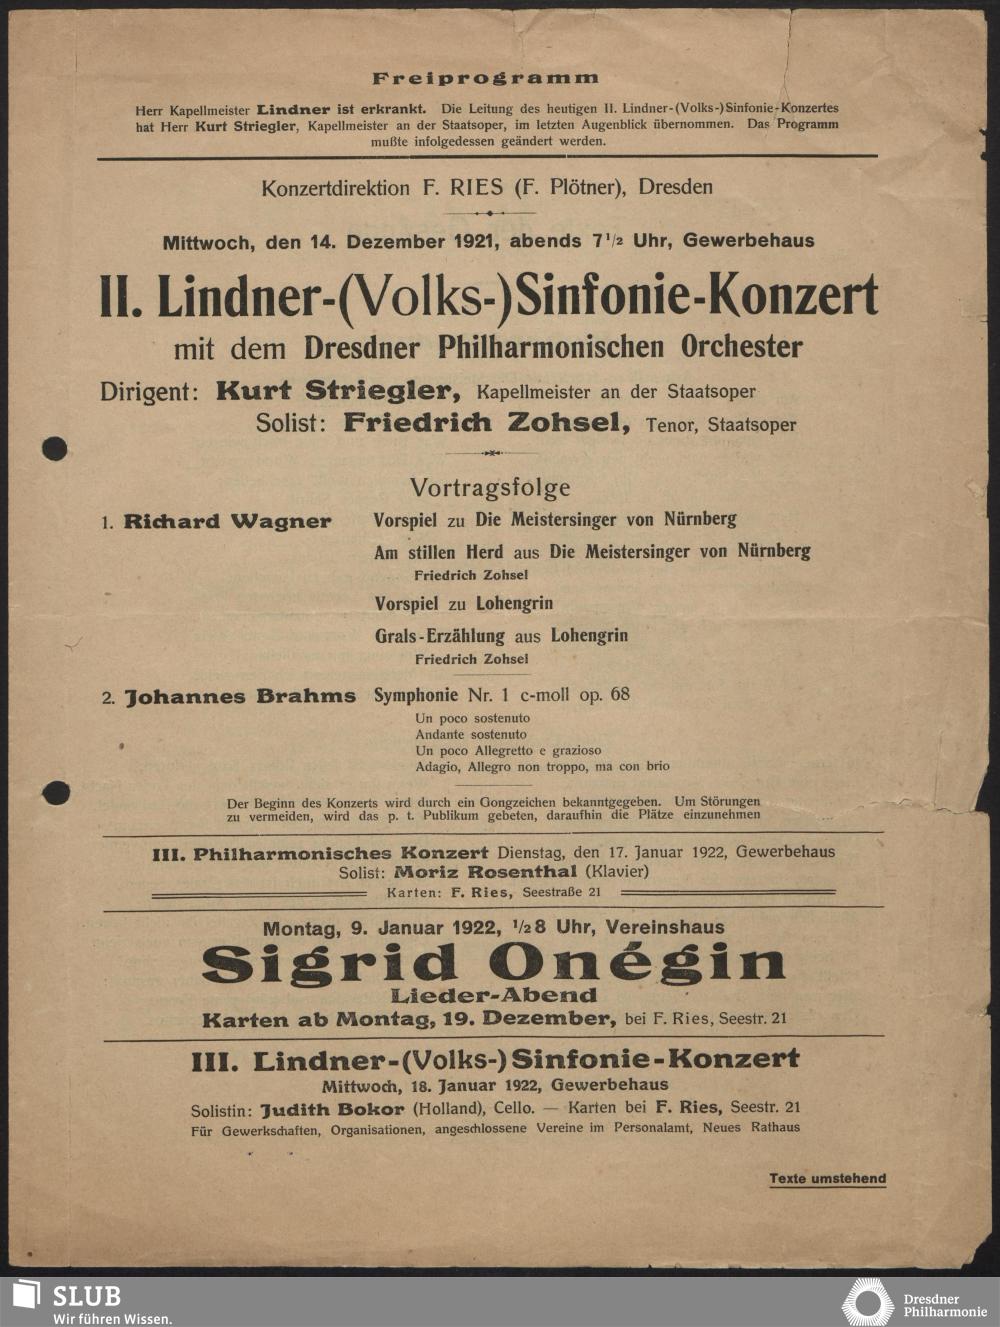 Freiprogramm
Herr Kapellmeister Lindner ist erkrankt. Die Leitung des heutigen II. Lindner-(Volks-)Sinfonie-Konzertes
hat Herr Kurt Striegler, Kapellmeister an der Staatsoper, im letzten Augenblick übernommen. Das Programm
mußte infolgedessen geändert werden.
Konzertdirektion F. RIES (F. Plötner), Dresden
Mittwoch, den 14. Dezember 1921, abends 7 1/2 Uhr, Gewerbehaus
II. Lindner-(Volks-)Sinfonie-Konzert
mit dem Dresdner Philharmonischen Orchester
Dirigent: Kurt Striegler, Kapellmeister an der Staatsoper
Solist: Friedrich Zohsel, Tenor, Staatsoper
Vortragsfolge
1. Richard Wagner Vorspiel zu Die Meistersinger von Nürnberg
Am stillen Herd aus Die Meistersinger von Nürnberg
Friedrich Zohsel
Vorspiel zu Lohengrin
Grals-Erzählung aus Lohengrin
Friedrich Zohsel
2. Johannes Brahms Symphonie Nr. 1 c-moll op. 68
Un poco sostenuto
Andante sostenuto
Un poco Allegretto e grazioso
Adagio, Allegro non troppo, ma con brio
Der Beginn des Konzerts wird durch ein Gongzeichen bekanntgegeben. Um Störungen
zu vermeiden, wird das p. t. Publikum gebeten, daraufhin die Plätze einzunehmen
III. Philharmonisches Konzert Dienstag, den 17. Januar 1922, Gewerbehaus
Solist: Moriz Rosenthal (Klavier)
Karten: F. Ries, Seestraße 21
Montag, 9. Januar 1922, 1/2 8 Uhr, Vereinshaus
Sigrid Onégin
Lieder-Abend
Karten ab Montag, 19. Dezember, bei F. Ries, Seestr. 21
III. Lindner-(Volks-)Sinfonie-Konzert
Mittwoch, 18. Januar 1922, Gewerbehaus
Solistin: Judith Bokor (Holland), Cello. — Karten bei F. Ries, Seestr. 21
Für Gewerkschaften, Organisationen, angeschlossene Vereine im Personalamt, Neues Rathaus
Texte umstehend
SLUB
Wir führen Wissen.
Dresdner
Philharmonie